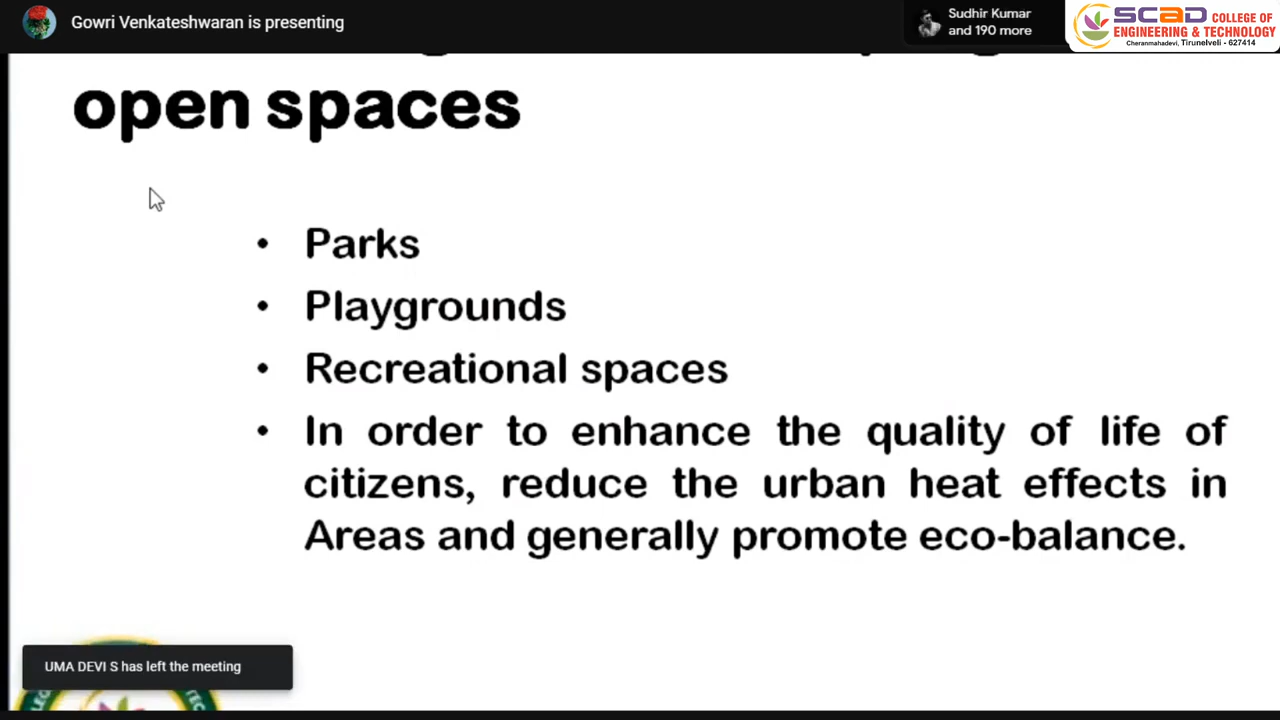 Gowri Venkateshwaran is presenting
Sudhir Kumar
and 190 more
SCAD COLLEGE OF
ENGINEERING & TECHNOLOGY
Cheranmahadevi, Tirunelveli - 627414
open spaces
• Parks
• Playgrounds
• Recreational spaces
• In order to enhance the quality of life of
citizens, reduce the urban heat effects in
Areas and generally promote eco-balance.
UMA DEVI S has left the meeting